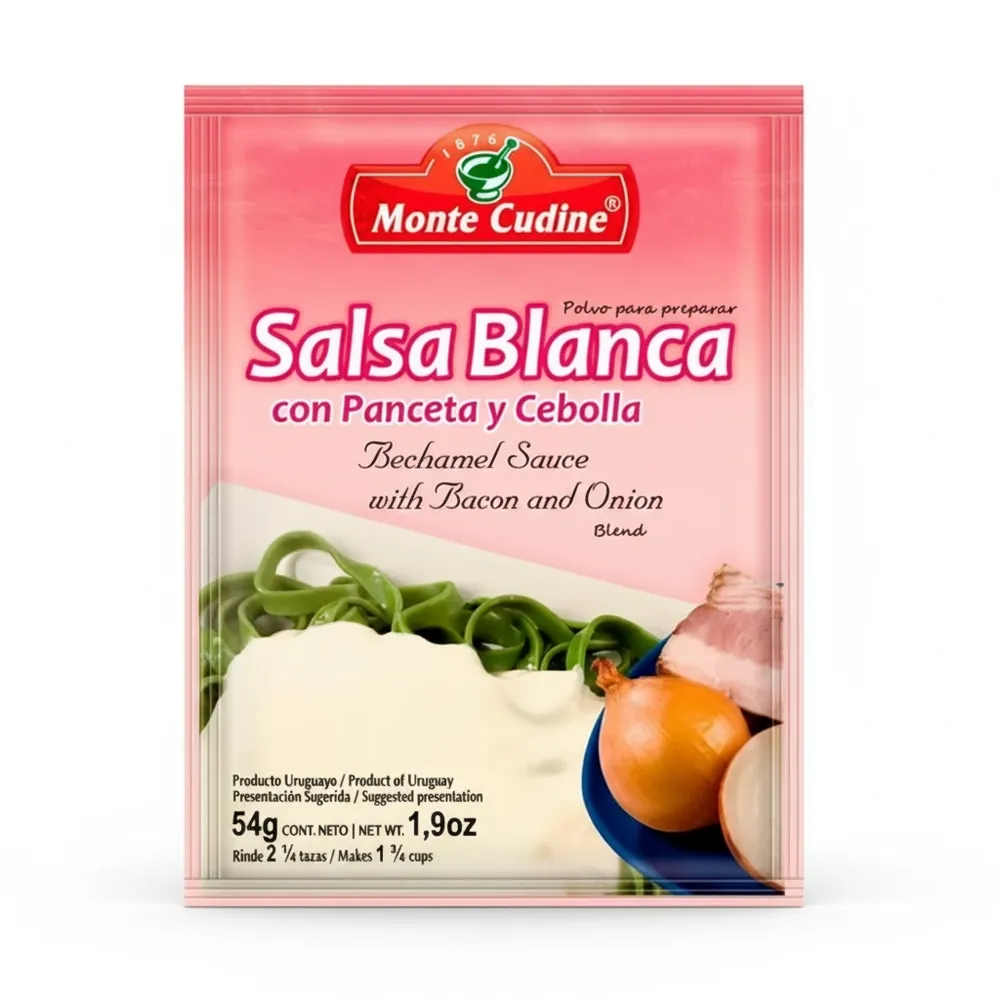 1876
Monte Cudine®
Polvo para preparar
Salsa Blanca
con Panceta y Cebolla
Bechamel Sauce
with Bacon and Onion
Blend
Producto Uruguayo / Product of Uruguay
Presentación Sugerida / Suggested presentation
54g CONT. NETO | NET WT. 1,9oz
Rinde 2 ¼ tazas / Makes 1 ¾ cups